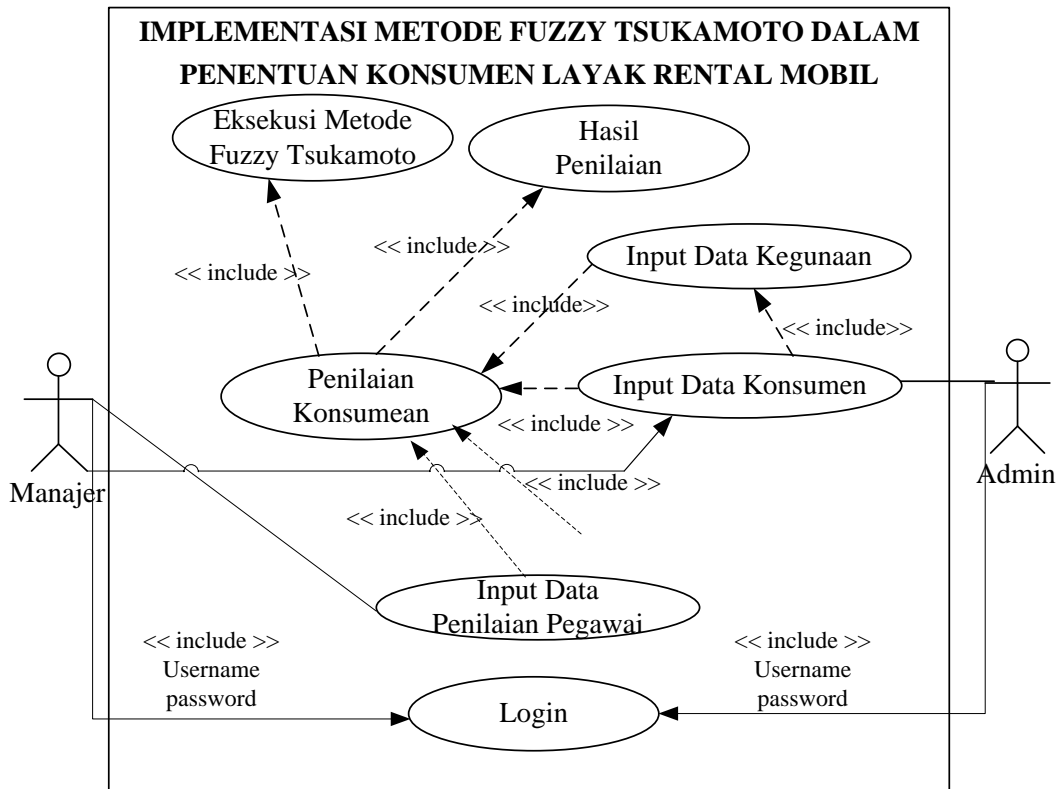 IMPLEMENTASI METODE FUZZY TSUKAMOTO DALAM
PENENTUAN KONSUMEN LAYAK RENTAL MOBIL
Eksekusi Metode
Fuzzy Tsukamoto
Hasil
Penilaian
<< include >>
<< include >>
Input Data Kegunaan
<< include>>
<< include>>
Penilaian
Konsumean
Input Data Konsumen
<< include >>
Manajer
Admin
<< include >>
<< include >>
Input Data
Penilaian Pegawai
<< include >>
Username
password
<< include >>
Username
password
Login